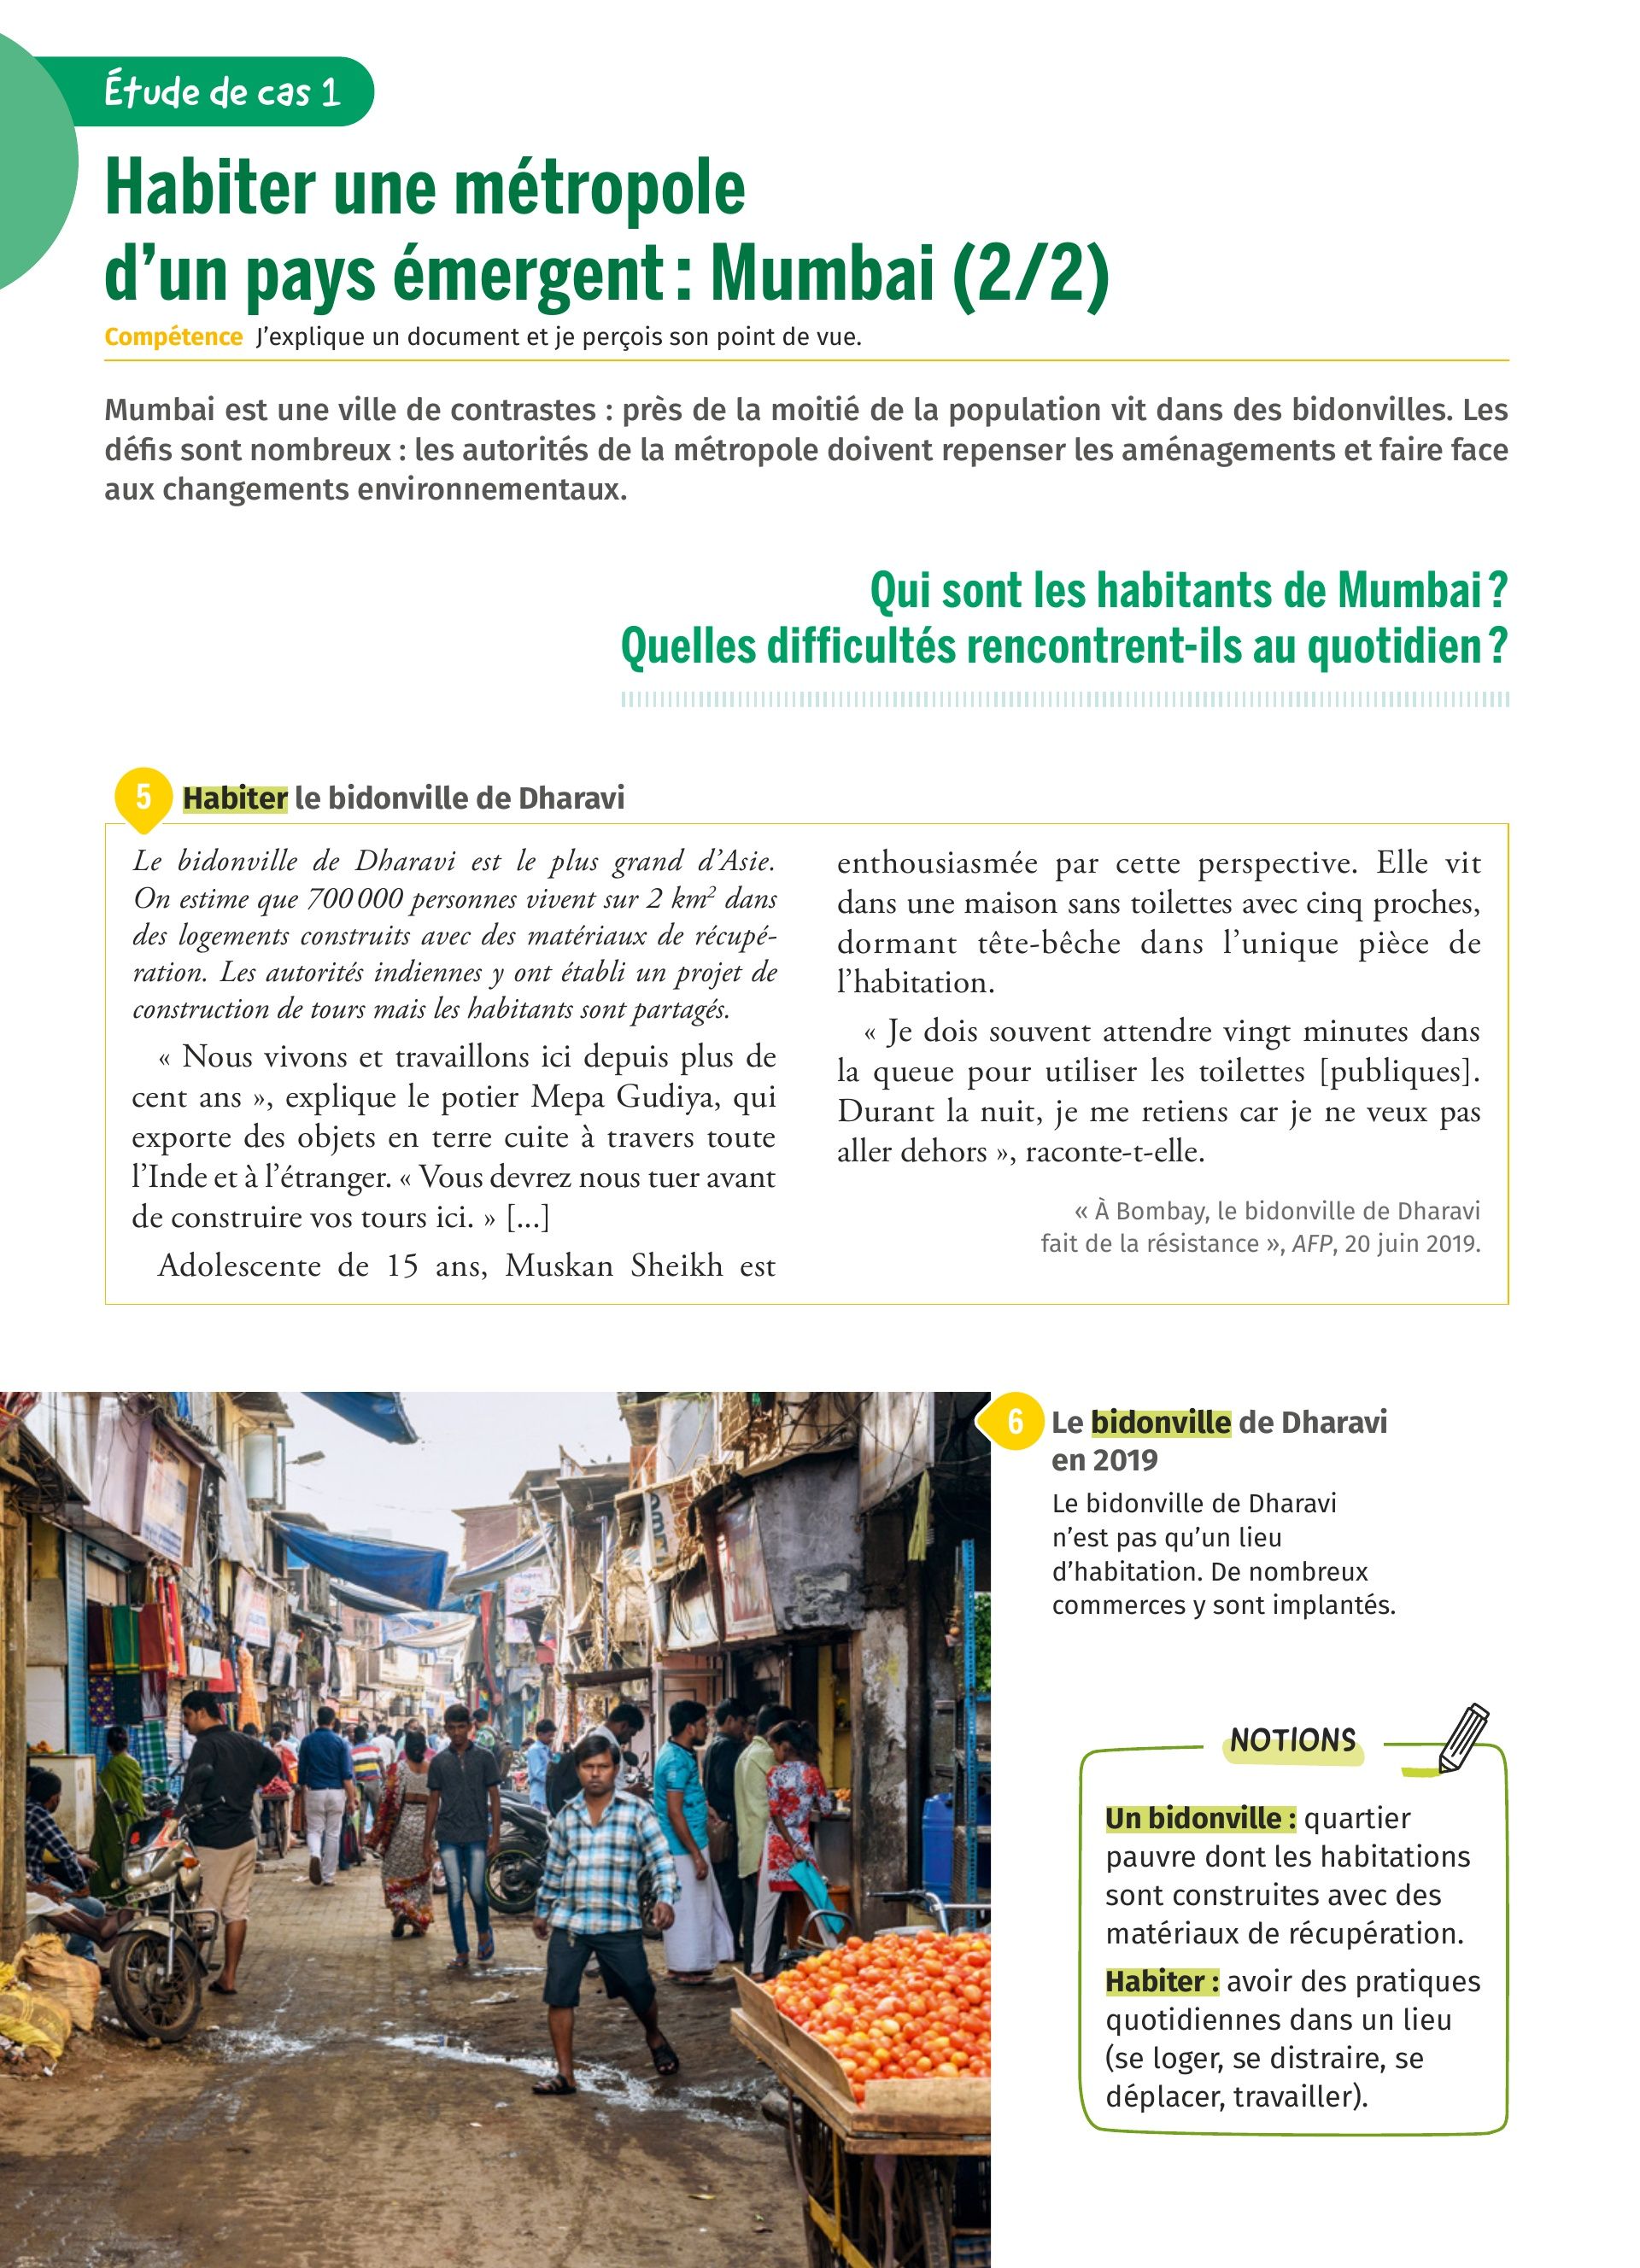 Étude de cas 1
Habiter une métropole
d’un pays émergent : Mumbai (2/2)
Compétence J’explique un document et je perçois son point de vue.
Mumbai est une ville de contrastes : près de la moitié de la population vit dans des bidonvilles. Les
défis sont nombreux : les autorités de la métropole doivent repenser les aménagements et faire face
aux changements environnementaux.
Qui sont les habitants de Mumbai ?
Quelles difficultés rencontrent-ils au quotidien ?
5 Habiter le bidonville de Dharavi
Le bidonville de Dharavi est le plus grand d’Asie.
On estime que 700 000 personnes vivent sur 2 km² dans
des logements construits avec des matériaux de récupé-
ration. Les autorités indiennes y ont établi un projet de
construction de tours mais les habitants sont partagés.
« Nous vivons et travaillons ici depuis plus de
cent ans », explique le potier Mepa Gudiya, qui
exporte des objets en terre cuite à travers toute
l’Inde et à l’étranger. « Vous devrez nous tuer avant
de construire vos tours ici. » [...]
Adolescente de 15 ans, Muskan Sheikh est
enthousiasmée par cette perspective. Elle vit
dans une maison sans toilettes avec cinq proches,
dormant tête-bêche dans l’unique pièce de
l’habitation.
« Je dois souvent attendre vingt minutes dans
la queue pour utiliser les toilettes [publiques].
Durant la nuit, je me retiens car je ne veux pas
aller dehors », raconte-t-elle.
« À Bombay, le bidonville de Dharavi
fait de la résistance », AFP, 20 juin 2019.
6 Le bidonville de Dharavi
en 2019
Le bidonville de Dharavi
n’est pas qu’un lieu
d’habitation. De nombreux
commerces y sont implantés.
NOTIONS
Un bidonville : quartier
pauvre dont les habitations
sont construites avec des
matériaux de récupération.
Habiter : avoir des pratiques
quotidiennes dans un lieu
(se loger, se distraire, se
déplacer, travailler).